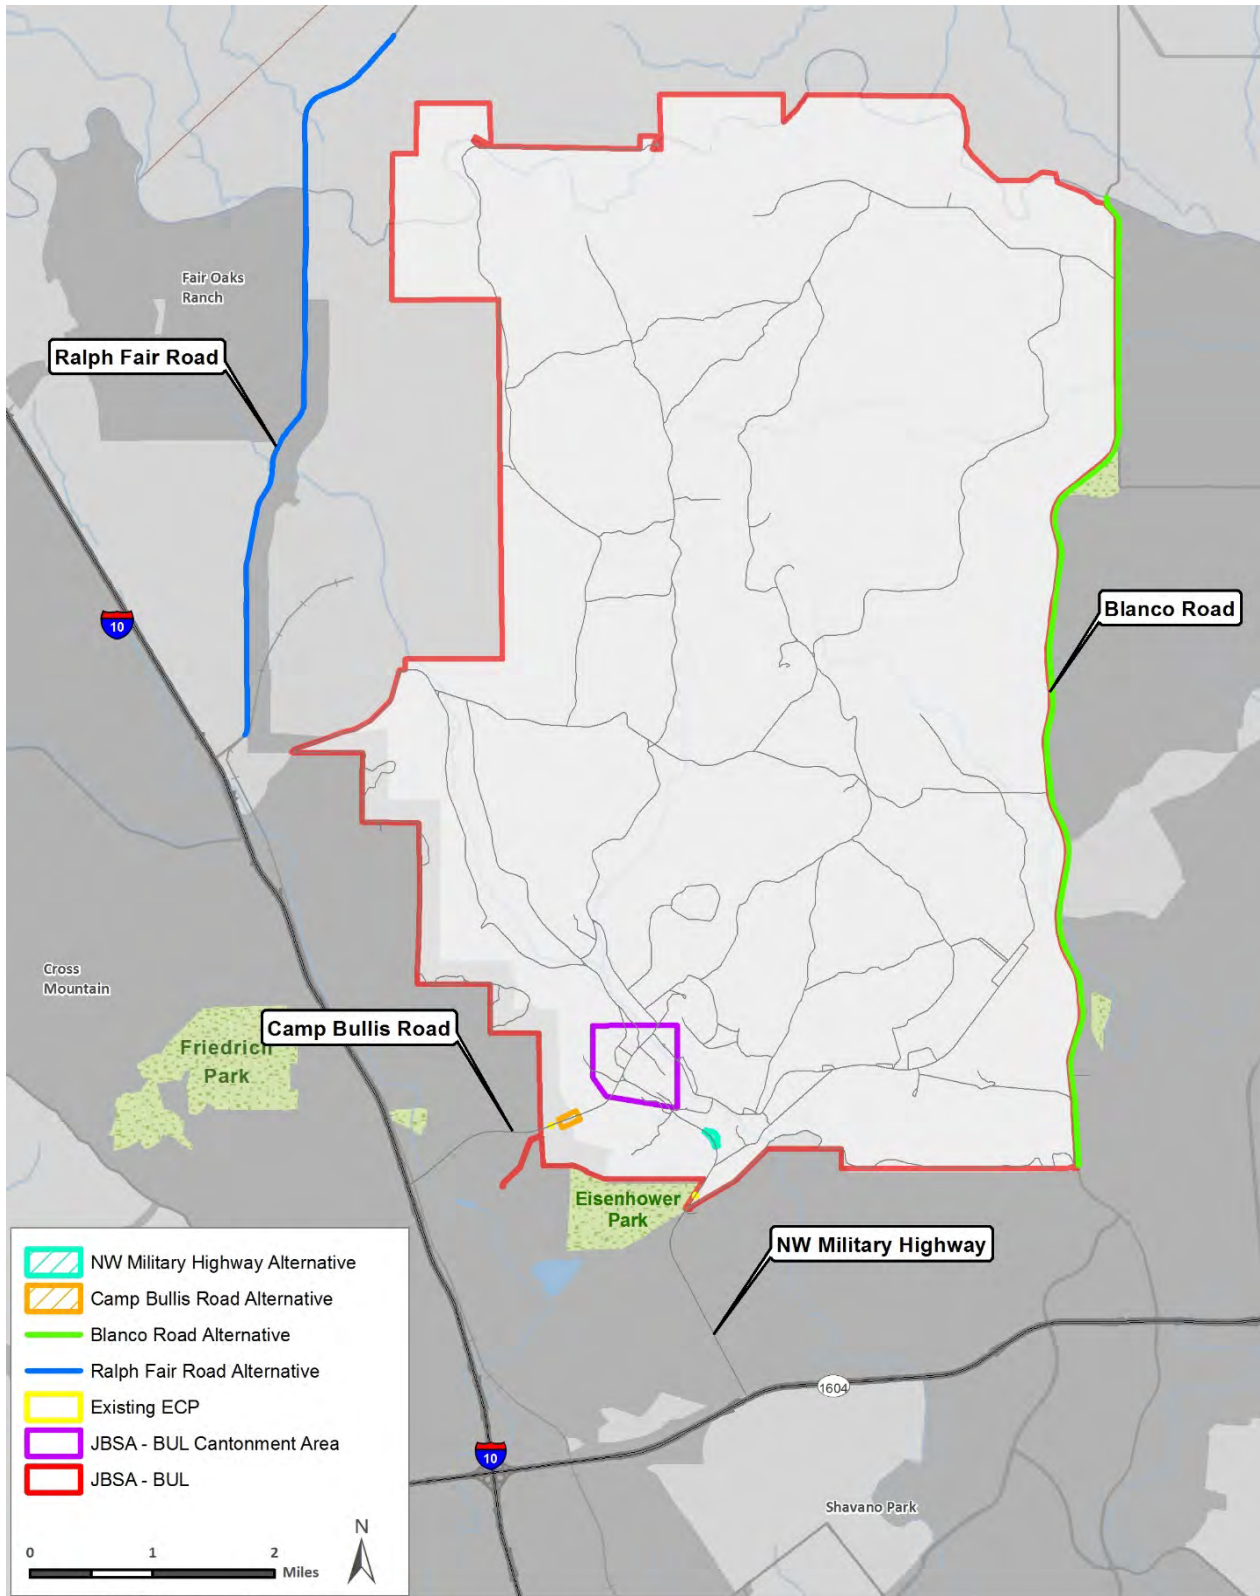 Fair Oaks
Ranch
Ralph Fair Road
10
Blanco Road
Cross
Mountain
Camp Bullis Road
Friedrich
Park
Eisenhower
Park
NW Military Highway
NW Military Highway Alternative
Camp Bullis Road Alternative
Blanco Road Alternative
Ralph Fair Road Alternative
Existing ECP
JBSA - BUL Cantonment Area
JBSA - BUL
1604
10
Shavano Park
N
0 1 2
Miles